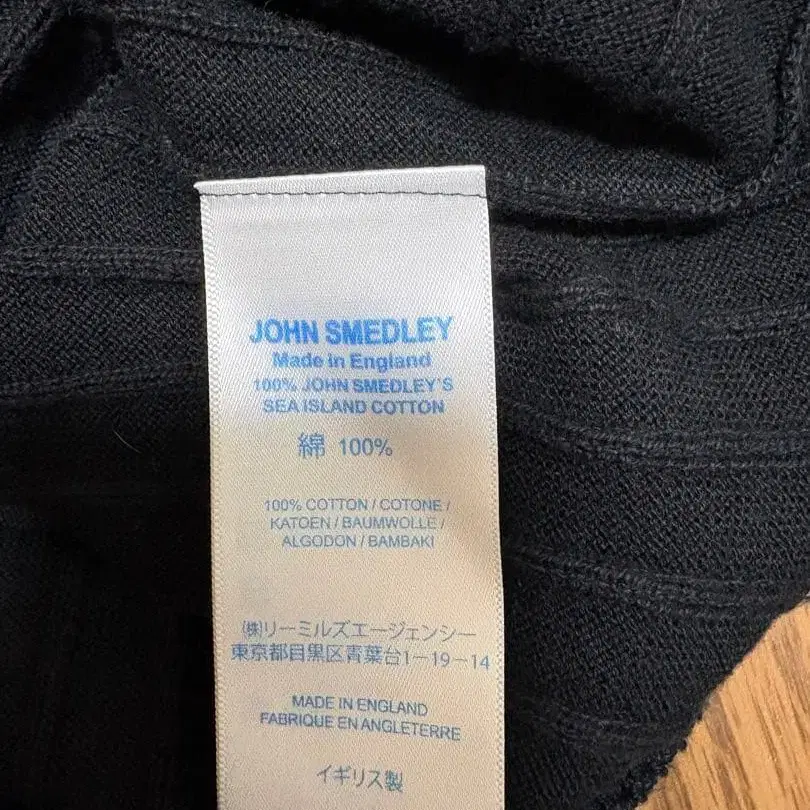 JOHN SMEDLEY
Made in England
100% JOHN SMEDLEY'S
SEA ISLAND COTTON
綿 100%
100% COTTON / COTONE /
KATOEN / BAUMWOLLE /
ALGODON / BAMBAKI
㈱リーミルズエージェンシー
東京都目黒区青葉台1-19-14
MADE IN ENGLAND
FABRIQUE EN ANGLETERRE
イギリス製